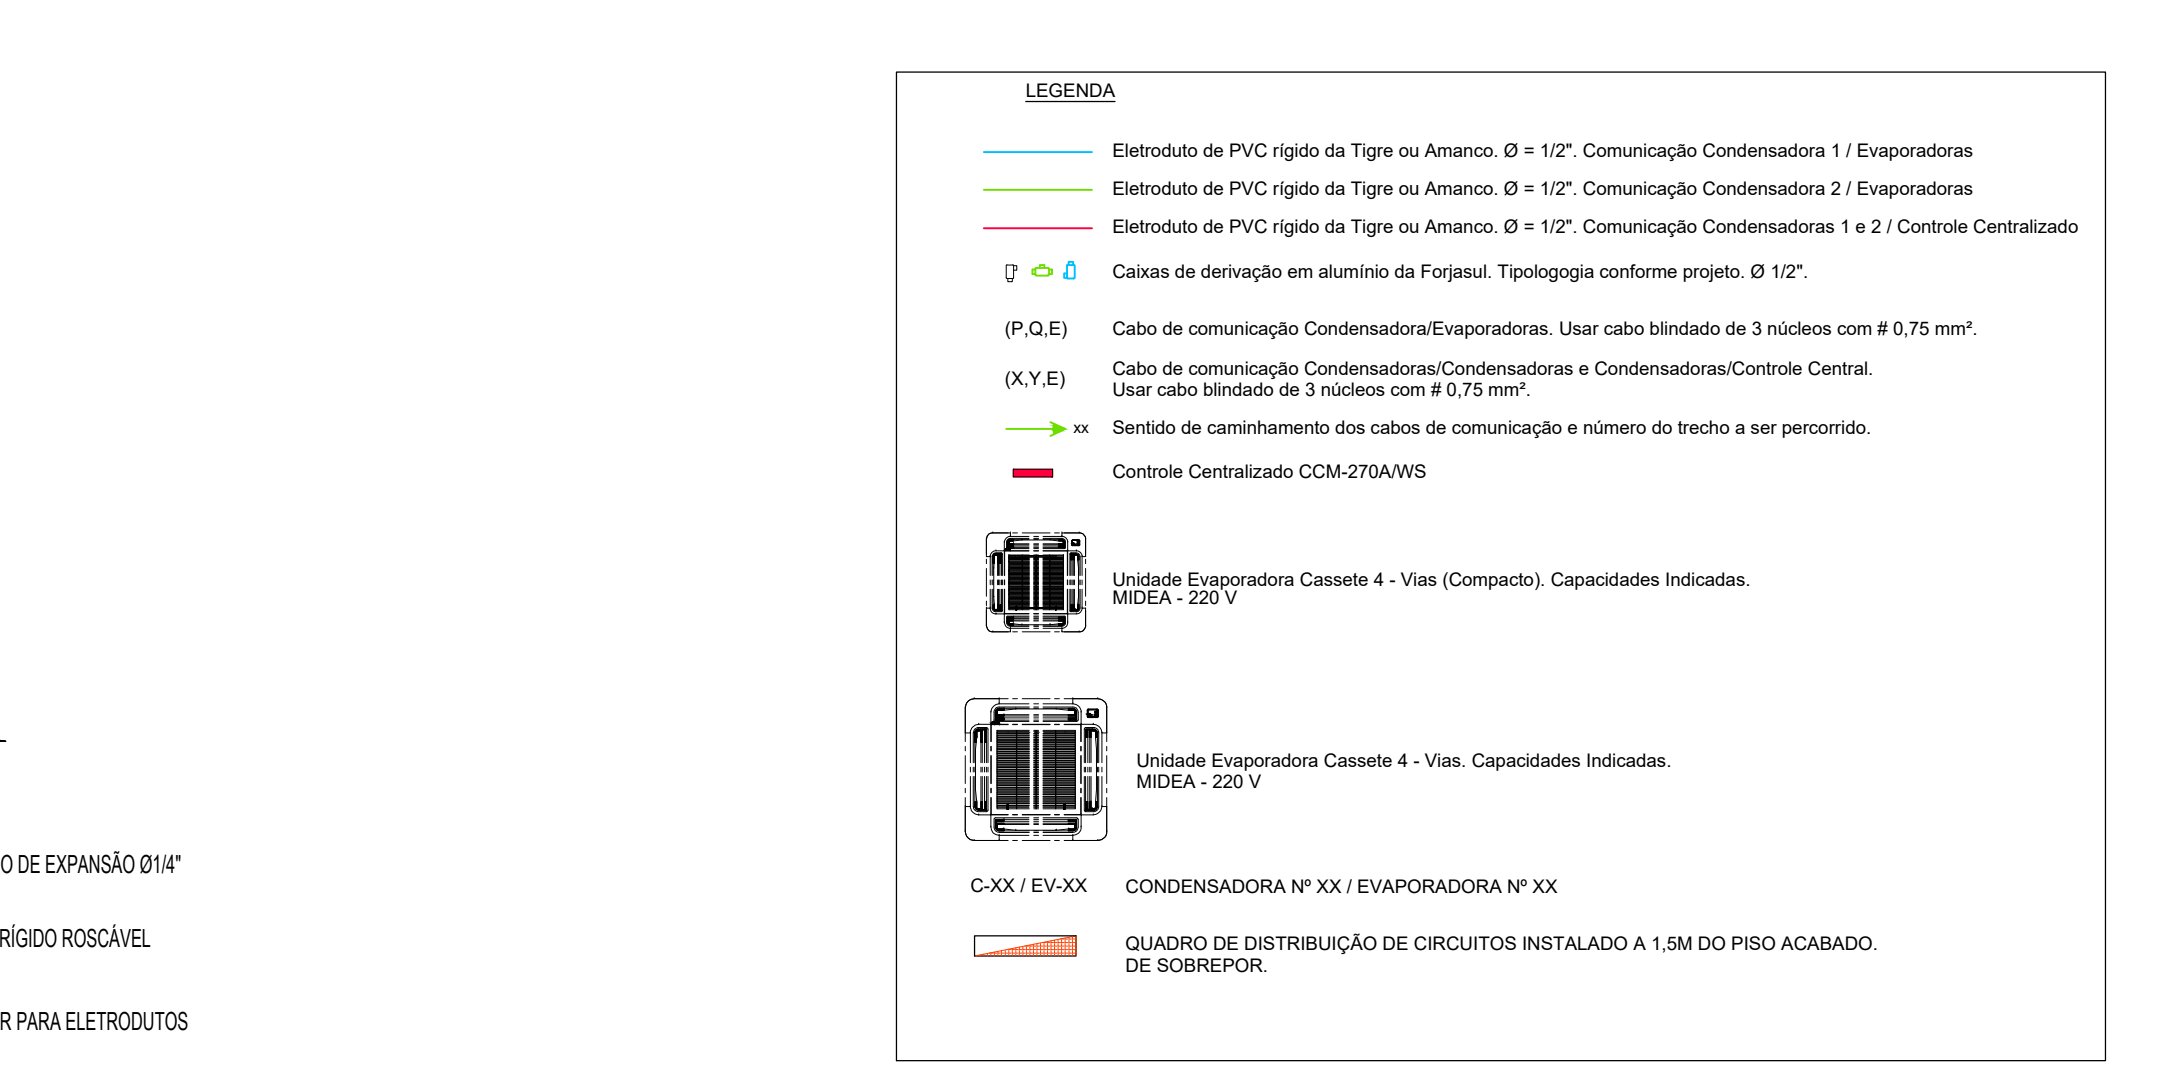 LEGENDA
Eletroduto de PVC rígido da Tigre ou Amanco. Ø = 1/2". Comunicação Condensadora 1 / Evaporadoras
Eletroduto de PVC rígido da Tigre ou Amanco. Ø = 1/2". Comunicação Condensadora 2 / Evaporadoras
Eletroduto de PVC rígido da Tigre ou Amanco. Ø = 1/2". Comunicação Condensadoras 1 e 2 / Controle Centralizado
Caixas de derivação em alumínio da Forjasul. Tipologogia conforme projeto. Ø 1/2".
(P,Q,E) Cabo de comunicação Condensadora/Evaporadoras. Usar cabo blindado de 3 núcleos com # 0,75 mm².
(X,Y,E) Cabo de comunicação Condensadoras/Condensadoras e Condensadoras/Controle Central.
Usar cabo blindado de 3 núcleos com # 0,75 mm².
xx Sentido de caminhamento dos cabos de comunicação e número do trecho a ser percorrido.
Controle Centralizado CCM-270A/WS
Unidade Evaporadora Cassete 4 - Vias (Compacto). Capacidades Indicadas.
MIDEA - 220 V
Unidade Evaporadora Cassete 4 - Vias. Capacidades Indicadas.
MIDEA - 220 V
C-XX / EV-XX CONDENSADORA Nº XX / EVAPORADORA Nº XX
QUADRO DE DISTRIBUIÇÃO DE CIRCUITOS INSTALADO A 1,5M DO PISO ACABADO.
DE SOBREPOR.
O DE EXPANSÃO Ø1/4"
RÍGIDO ROSCÁVEL
R PARA ELETRODUTOS